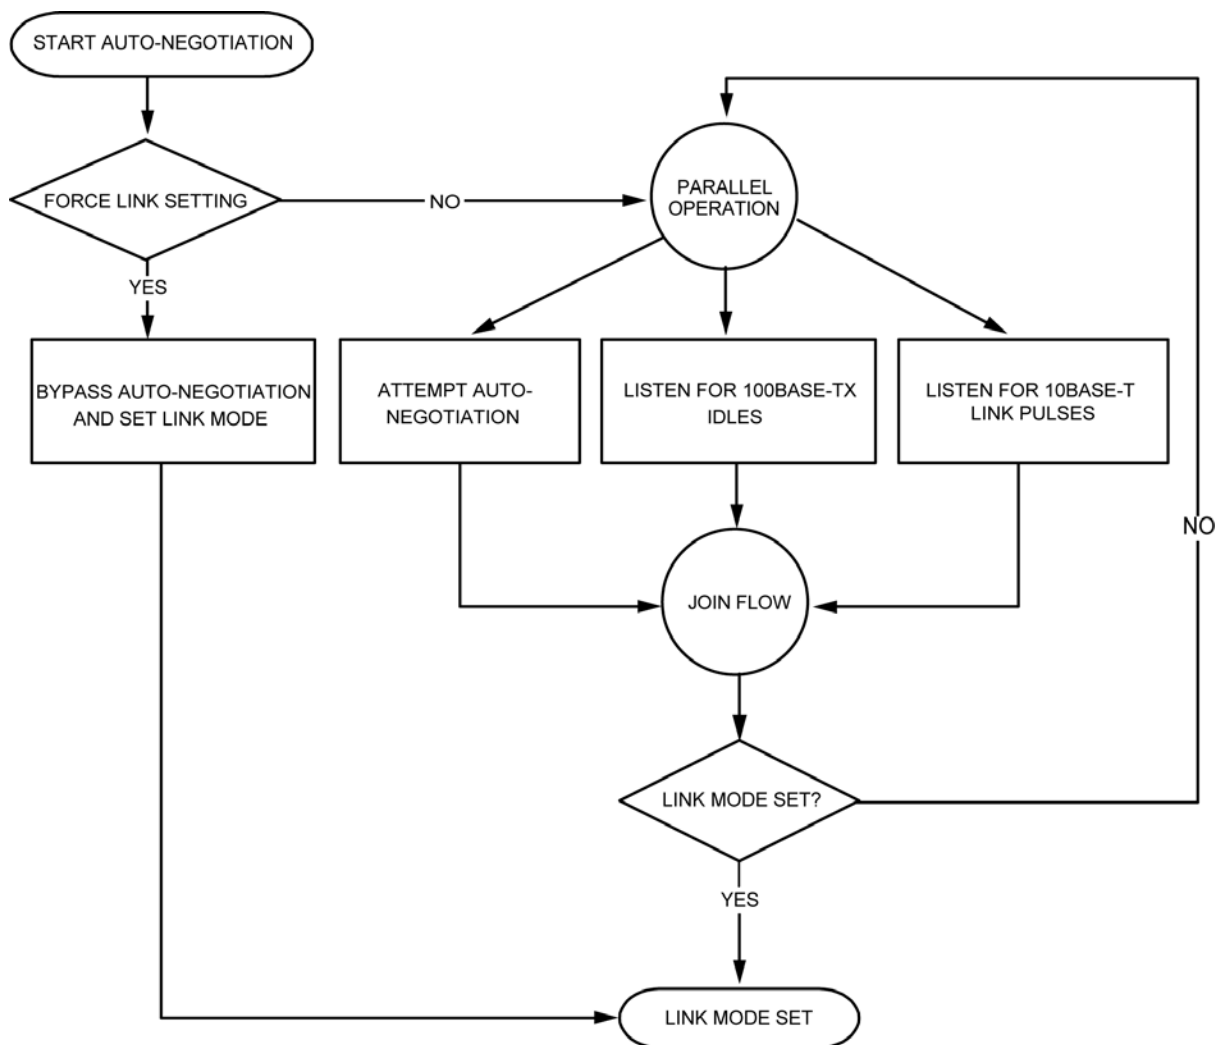 START AUTO-NEGOTIATION
FORCE LINK SETTING
NO
PARALLEL
OPERATION
YES
BYPASS AUTO-NEGOTIATION
AND SET LINK MODE
ATTEMPT AUTO-
NEGOTIATION
LISTEN FOR 100BASE-TX
IDLES
LISTEN FOR 10BASE-T
LINK PULSES
NO
JOIN FLOW
LINK MODE SET?
YES
LINK MODE SET